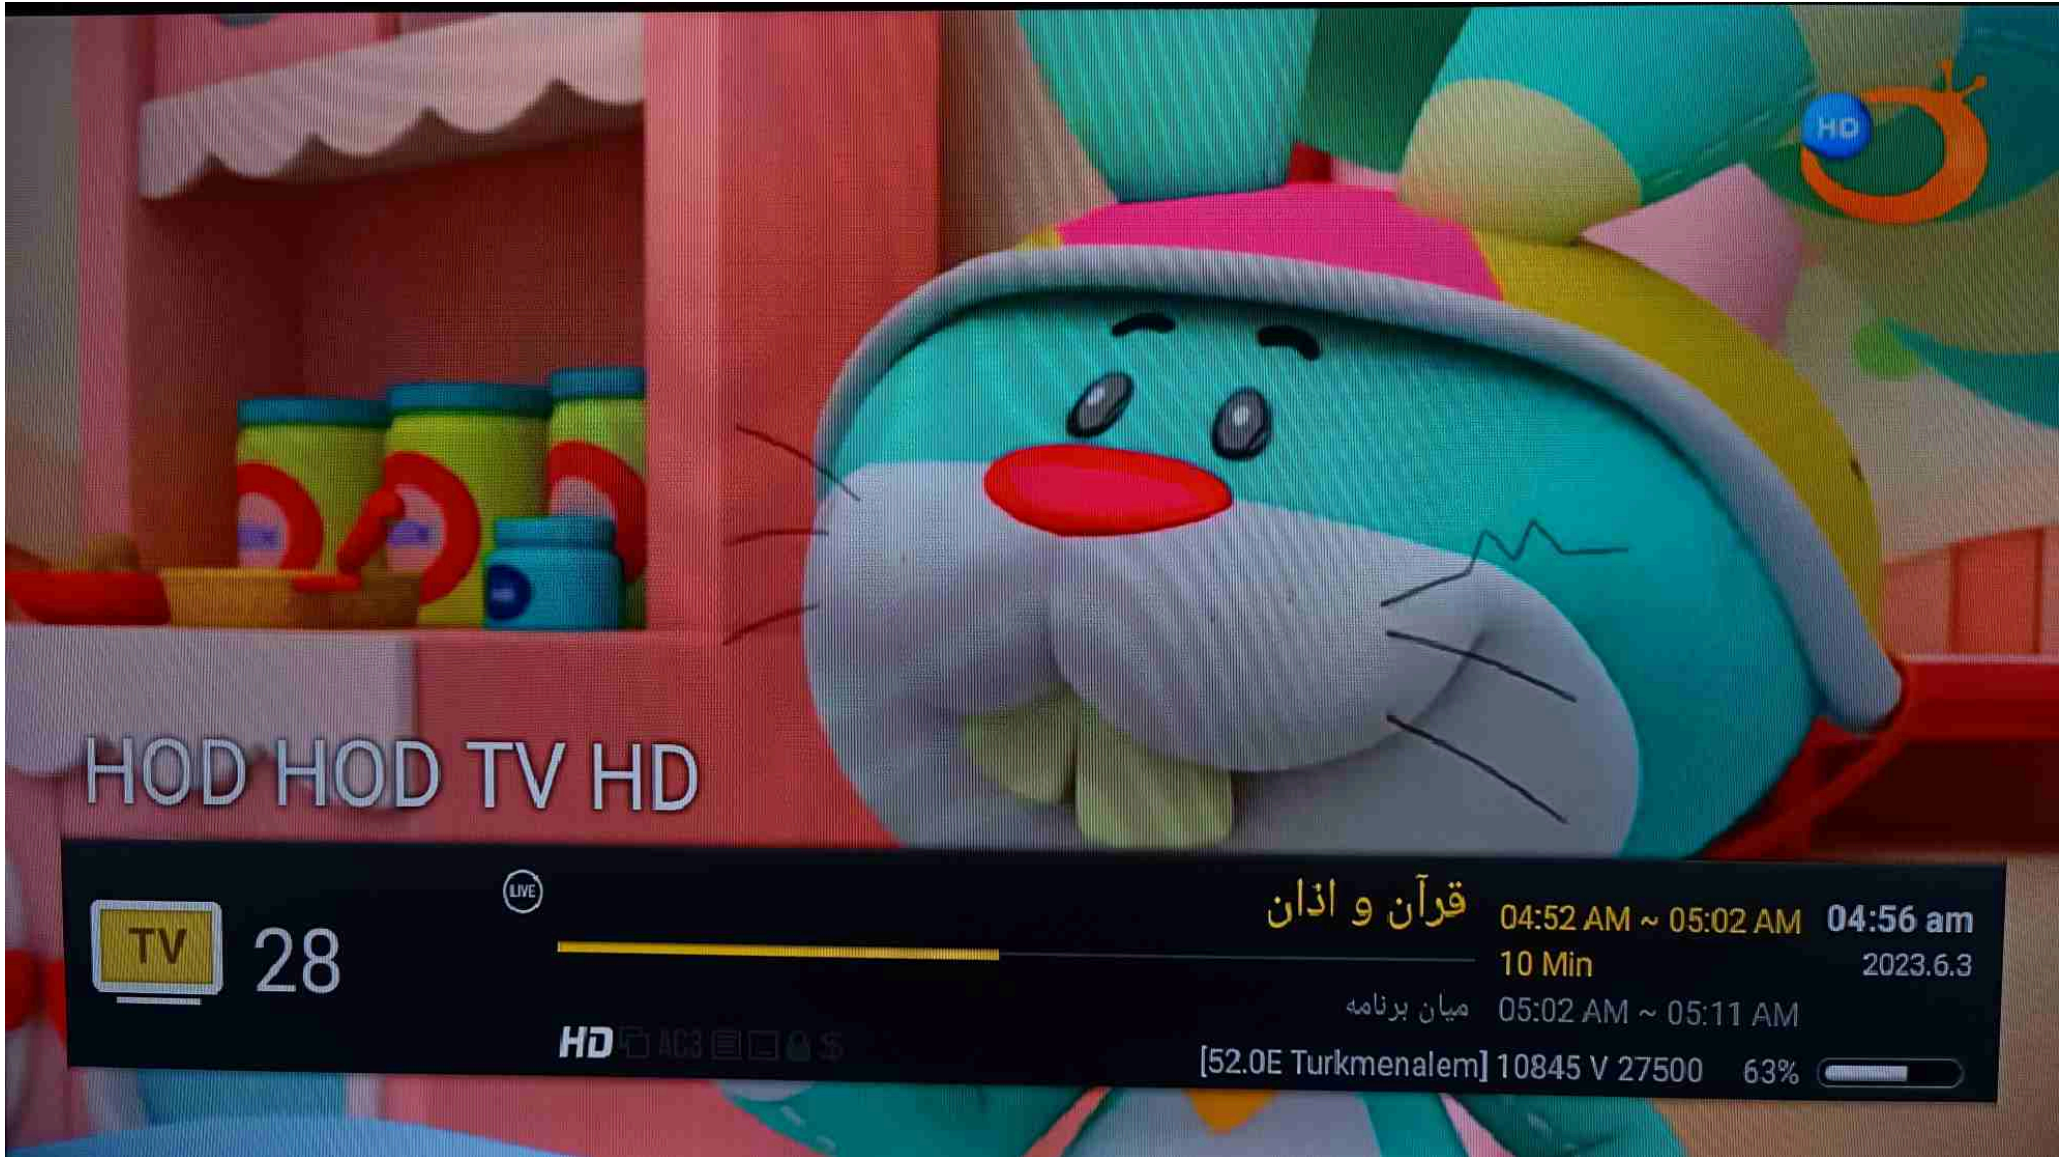 HD
HOD HOD TV HD
TV
28
LIVE
قرآن و اذان
04:52 AM ~ 05:02 AM
04:56 am
10 Min
2023.6.3
میان برنامه
05:02 AM ~ 05:11 AM
HD AC3 $
[52.0E Turkmenalem] 10845 V 27500 63%